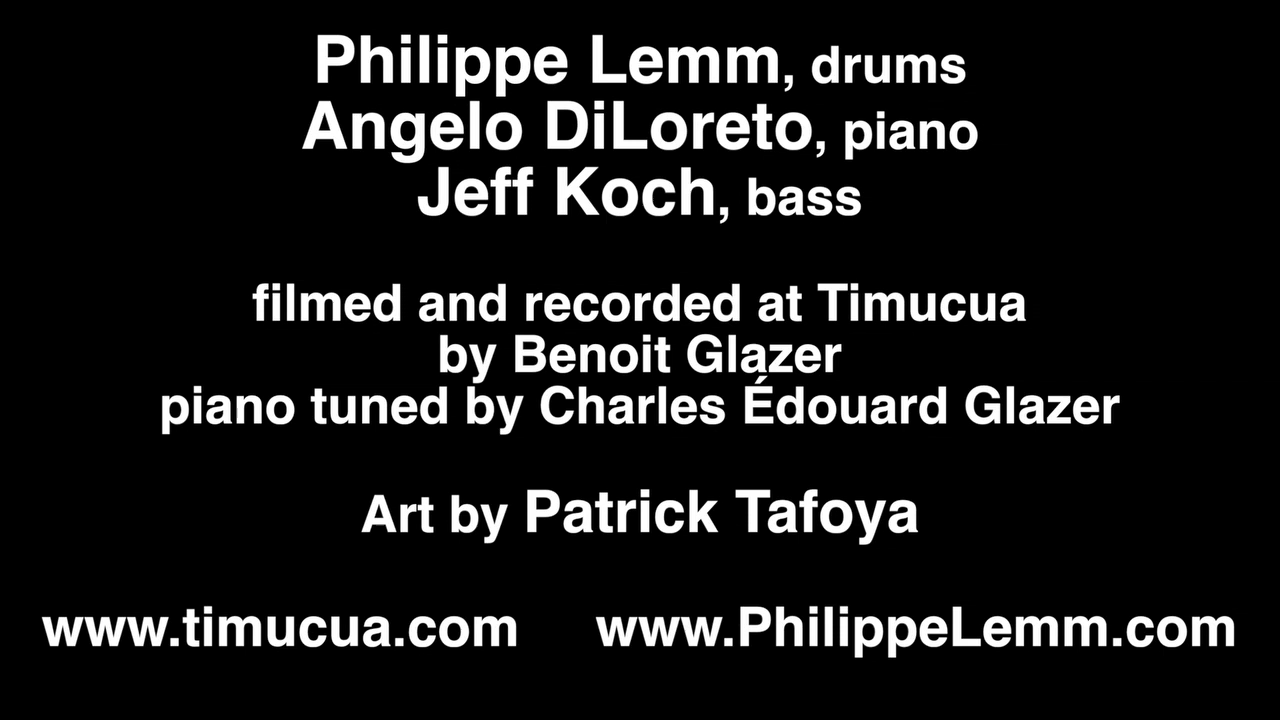 Philippe Lemm, drums
Angelo DiLoreto, piano
Jeff Koch, bass
filmed and recorded at Timucua
by Benoit Glazer
piano tuned by Charles Édouard Glazer
Art by Patrick Tafoya
www.timucua.com www.PhilippeLemm.com